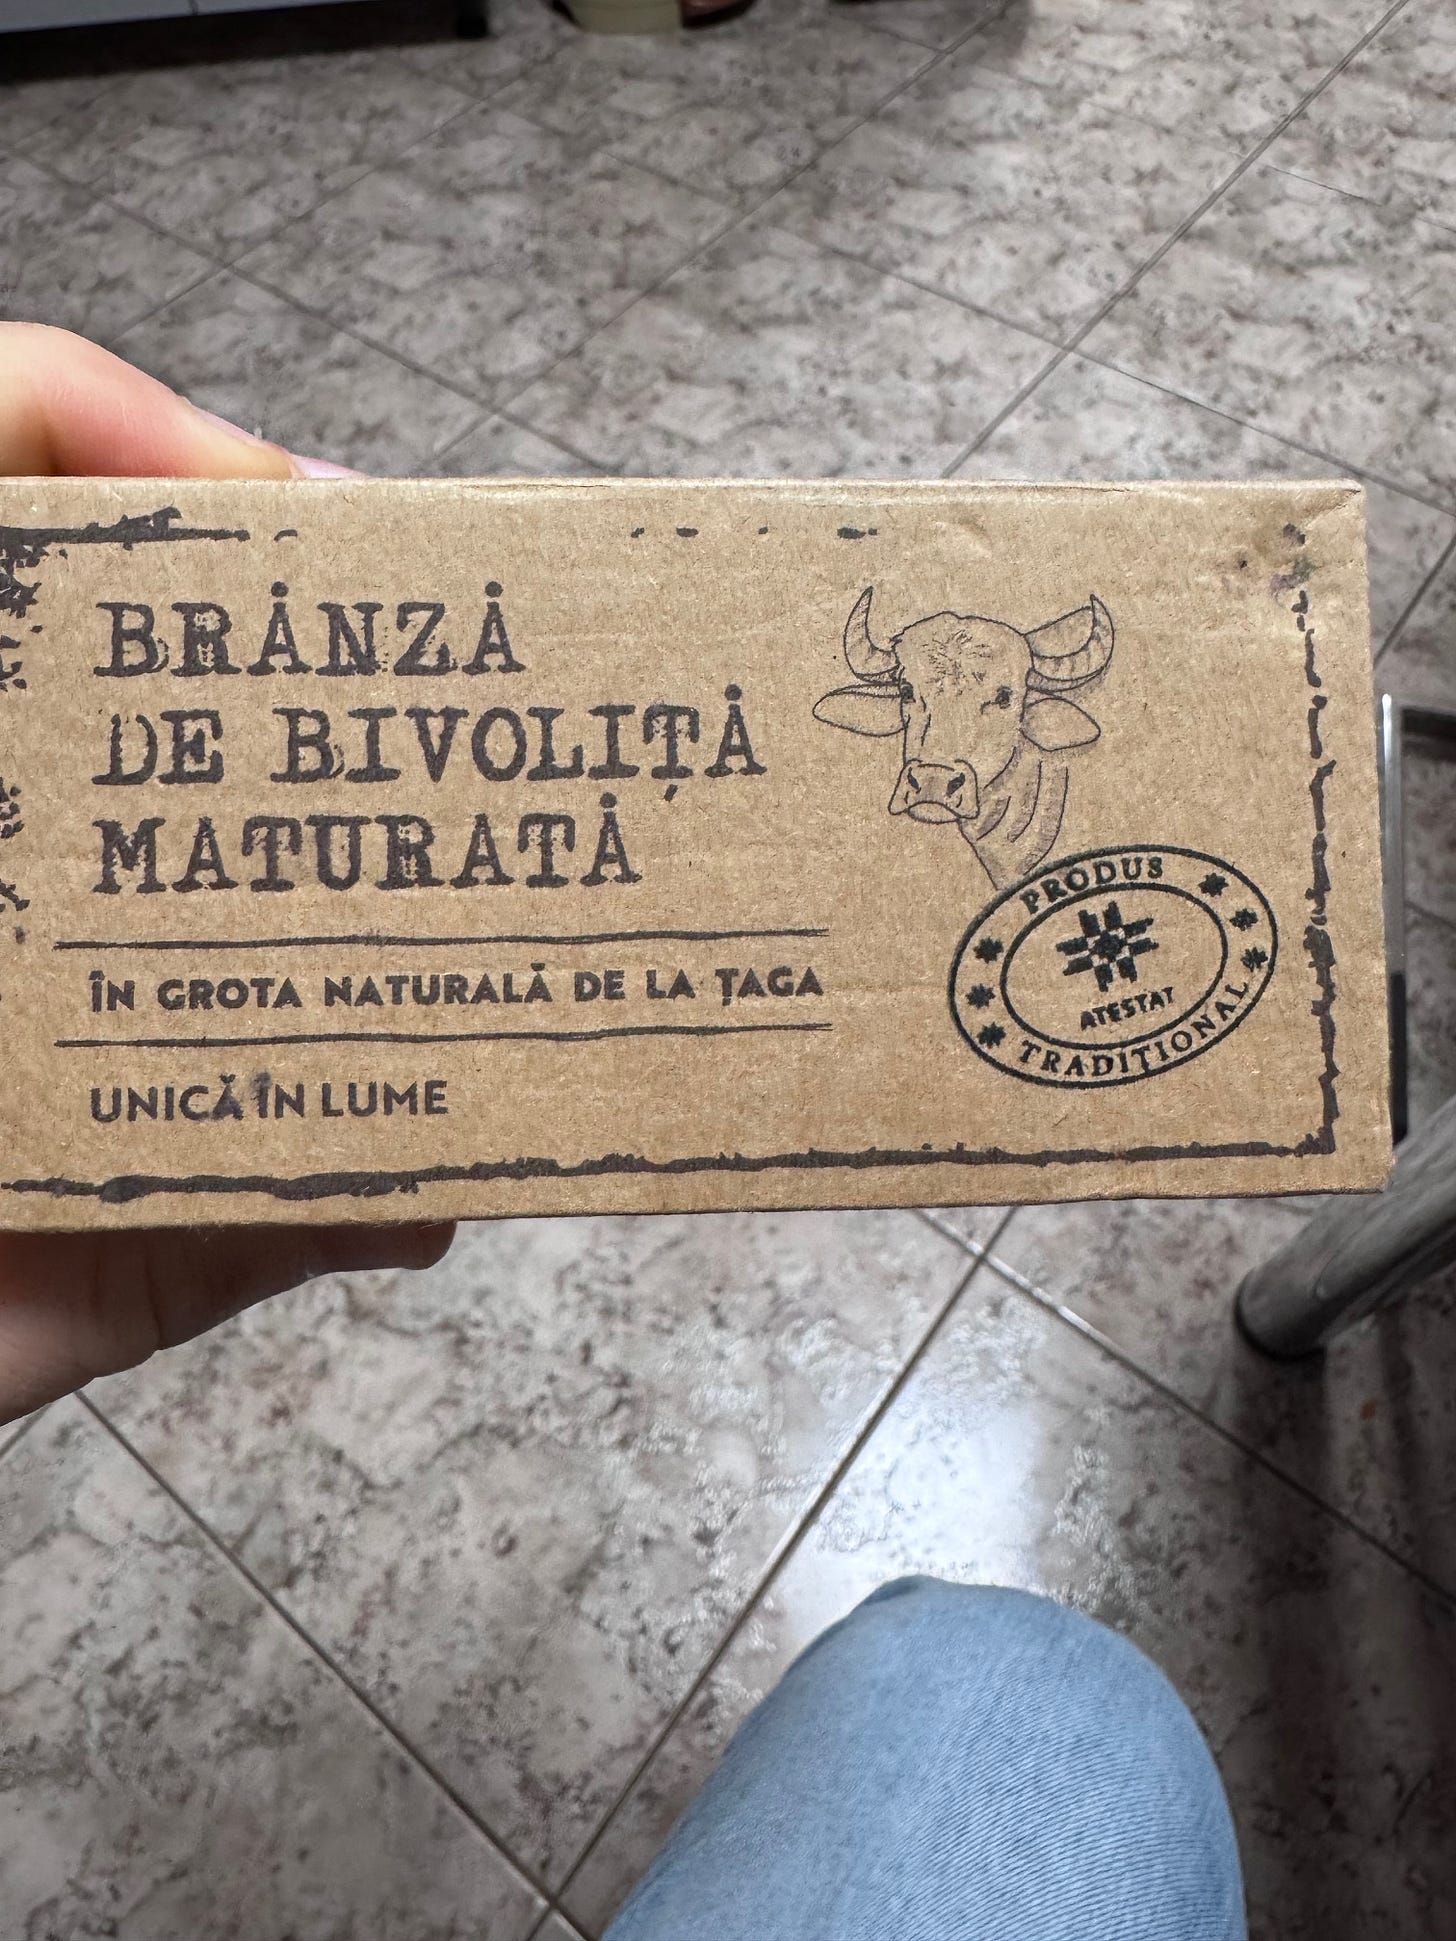 BRÂNZĂ
DE BIVOLIȚĂ
MATURATĂ
ÎN GROTA NATURALĂ DE LA ȚAGA
UNICĂ ÎN LUME
PRODUS
ATESTAT
TRADIȚIONAL